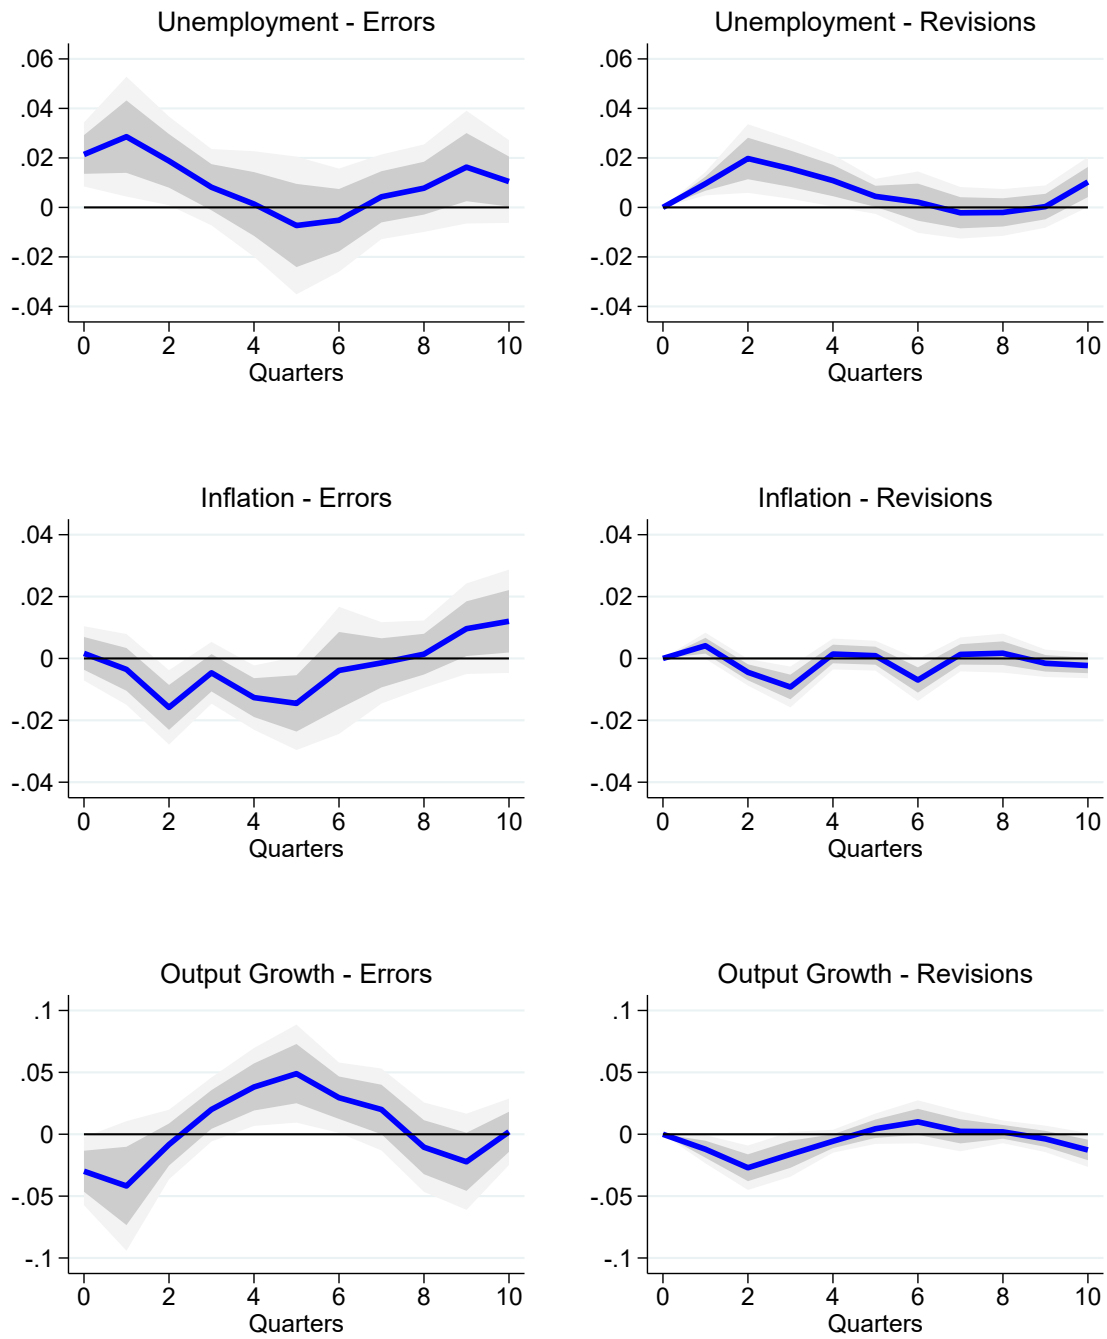 Unemployment - Errors
.06
.04
.02
0
-.02
-.04
0 2 4 6 8 10
Quarters
Unemployment - Revisions
.06
.04
.02
0
-.02
-.04
0 2 4 6 8 10
Quarters
Inflation - Errors
.04
.02
0
-.02
-.04
0 2 4 6 8 10
Quarters
Inflation - Revisions
.04
.02
0
-.02
-.04
0 2 4 6 8 10
Quarters
Output Growth - Errors
.1
.05
0
-.05
-.1
0 2 4 6 8 10
Quarters
Output Growth - Revisions
.1
.05
0
-.05
-.1
0 2 4 6 8 10
Quarters